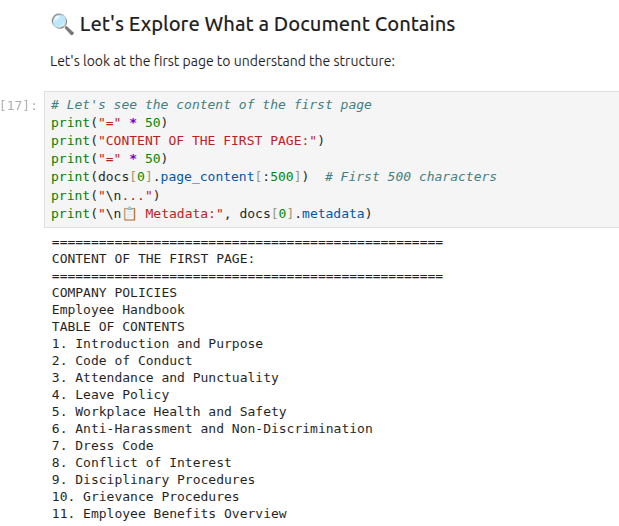 🔍 Let's Explore What a Document Contains
Let's look at the first page to understand the structure:
[17]:
# Let's see the content of the first page
print("=" * 50)
print("CONTENT OF THE FIRST PAGE:")
print("=" * 50)
print(docs[0].page_content[:500])  # First 500 characters
print("\n...")
print("\n📋 Metadata:", docs[0].metadata)
==================================================
CONTENT OF THE FIRST PAGE:
==================================================
COMPANY POLICIES
Employee Handbook
TABLE OF CONTENTS
1. Introduction and Purpose
2. Code of Conduct
3. Attendance and Punctuality
4. Leave Policy
5. Workplace Health and Safety
6. Anti-Harassment and Non-Discrimination
7. Dress Code
8. Conflict of Interest
9. Disciplinary Procedures
10. Grievance Procedures
11. Employee Benefits Overview